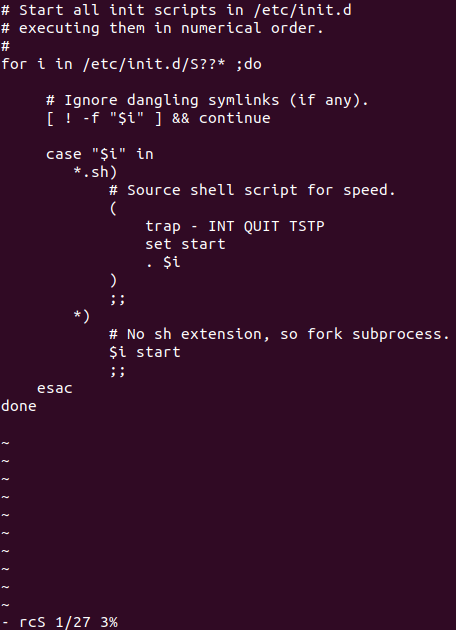 # Start all init scripts in /etc/init.d
# executing them in numerical order.
#
for i in /etc/init.d/S??* ;do

     # Ignore dangling symlinks (if any).
     [ ! -f "$i" ] && continue

     case "$i" in
        *.sh)
            # Source shell script for speed.
            (
                trap - INT QUIT TSTP
                set start
                . $i
            )
            ;;
        *)
            # No sh extension, so fork subprocess.
            $i start
            ;;
    esac
done

~
~
~
~
~
~
~
~
~
~
- rcS 1/27 3%